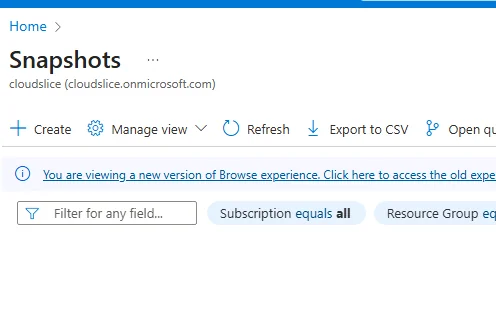 Home
Snapshots ...
cloudslice (cloudslice.onmicrosoft.com)
Create Manage view Refresh Export to CSV Open qu
You are viewing a new version of Browse experience. Click here to access the old expe
Filter for any field... Subscription equals all Resource Group eq